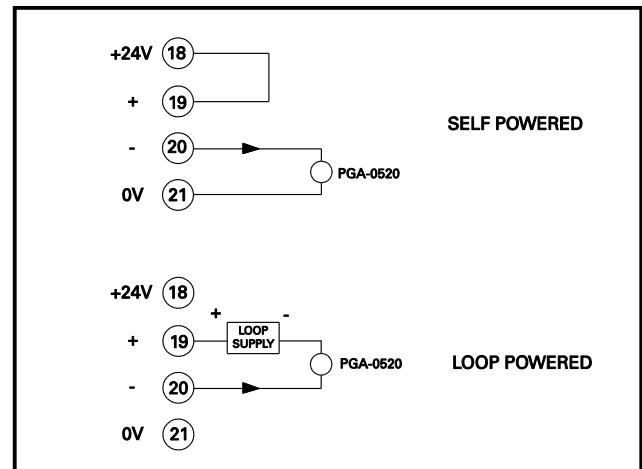 +24V 18
+ 19
SELF POWERED
- 20
PGA-0520
0V 21
+24V 18
+ -
+ 19 LOOP
SUPPLY
PGA-0520 LOOP POWERED
- 20
0V 21